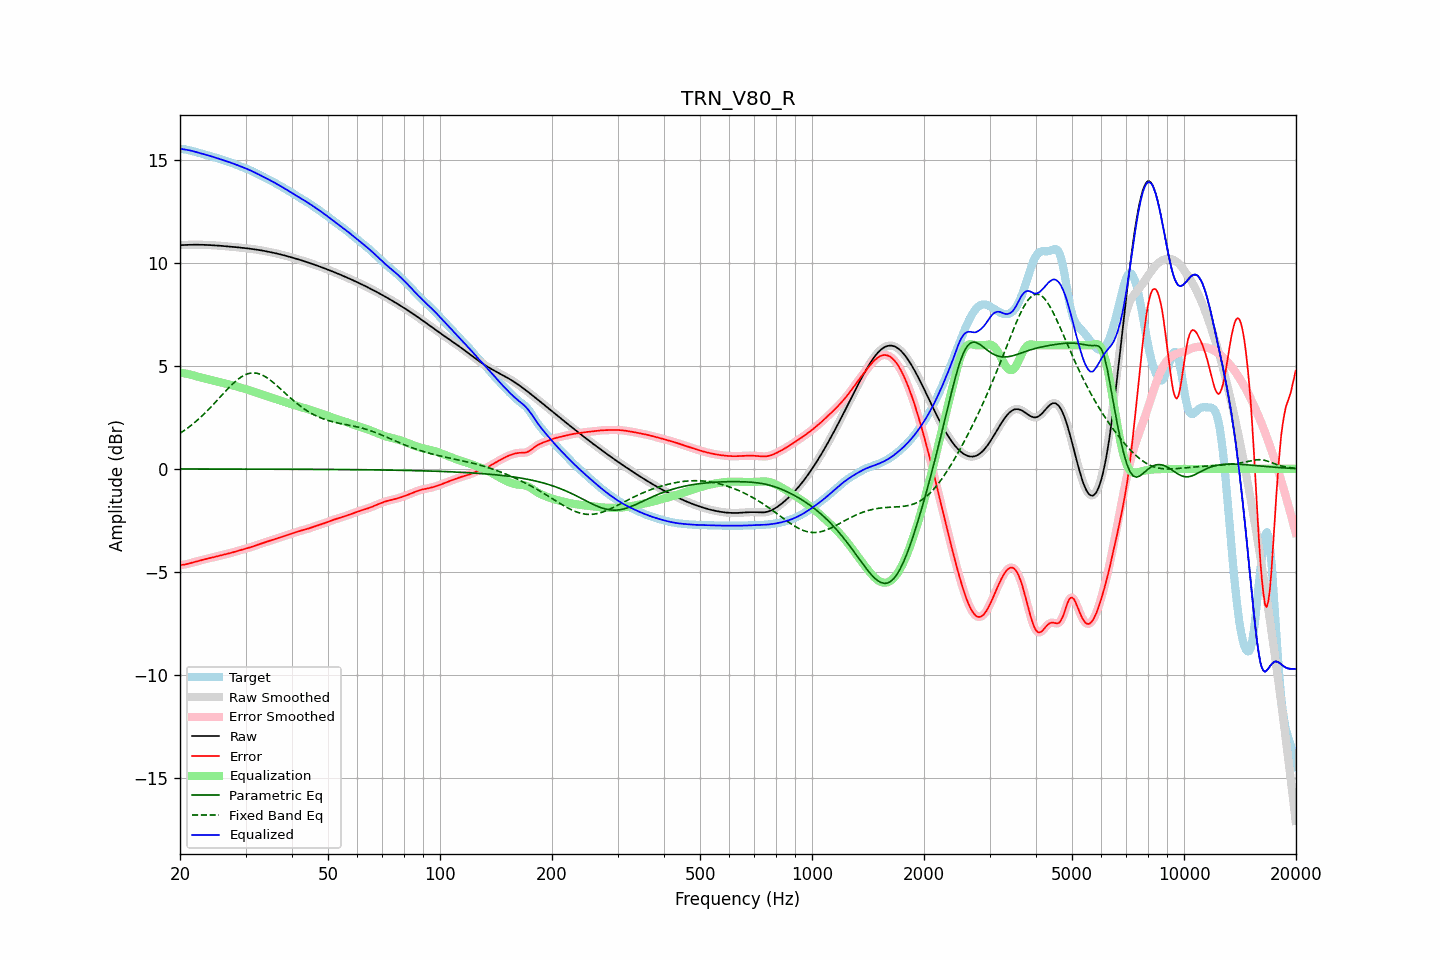 TRN_V80_R
Amplitude (dBr)
15
10
5
0
−5
−10
−15
Target
Raw Smoothed
Error Smoothed
Raw
Error
Equalization
Parametric Eq
Fixed Band Eq
Equalized
20
50
100
200
500
1000
2000
5000
10000
20000
Frequency (Hz)